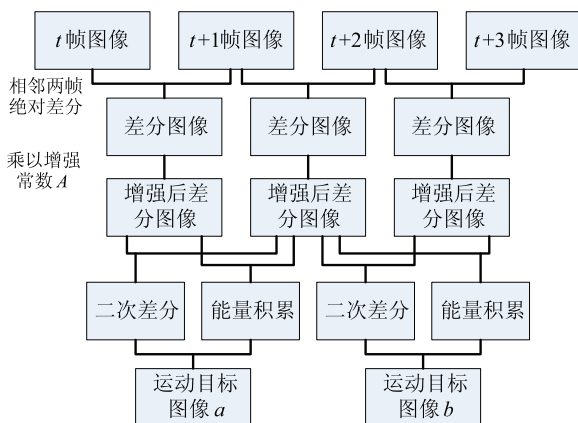 t帧图像
t+1帧图像
t+2帧图像
t+3帧图像
相邻两帧
绝对差分
差分图像
差分图像
差分图像
乘以增强
常数A
增强后差
分图像
增强后差
分图像
增强后差
分图像
二次差分
能量积累
二次差分
能量积累
运动目标
图像a
运动目标
图像b